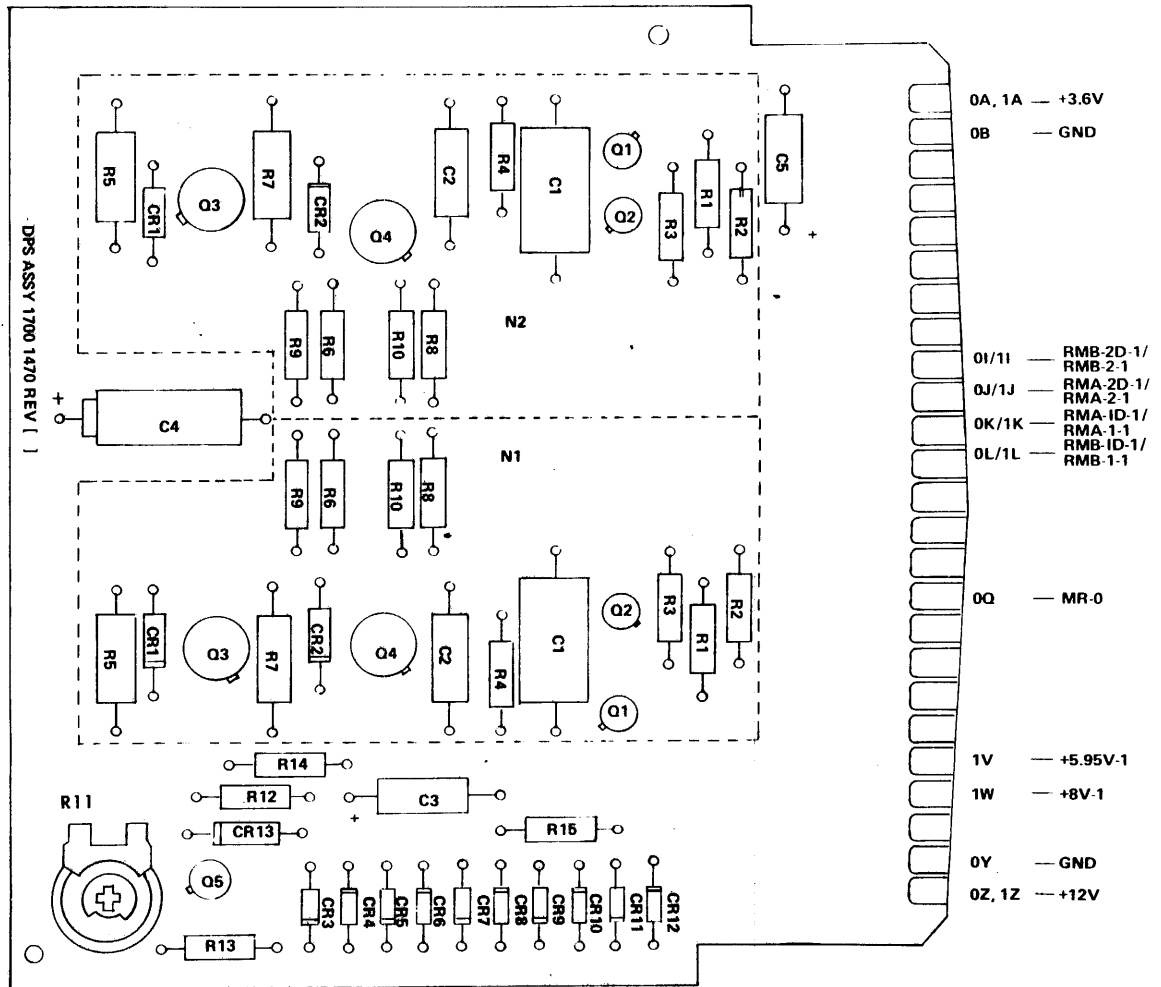 0A, 1A — +3.6V
0B — GND
R5
CR1
Q3
R7
CR2
Q4
C2
R4
C1
Q1
Q2
R3
R1
R2
C5
+
R9
R6
R10
R8
N2
DPS ASSY 1700 1470 REV [ ]
+
C4
0I/1I — RMB-2D-1/
RMB-2-1
0J/1J — RMA-2D-1/
RMA-2-1
0K/1K — RMA-ID-1/
RMA-1-1
0L/1L — RMB-ID-1/
RMB-1-1
N1
R9
R6
R10
R8
R5
CR1
Q3
R7
CR2
Q4
C2
R4
C1
Q2
Q1
R3
R1
R2
0Q — MR-0
R14
R12
C3
+
CR13
R15
R11
Q5
R13
CR3
CR4
CR5
CR6
CR7
CR8
CR9
CR10
CR11
CR12
1V — +5.95V-1
1W — +8V-1
0Y — GND
0Z, 1Z — +12V